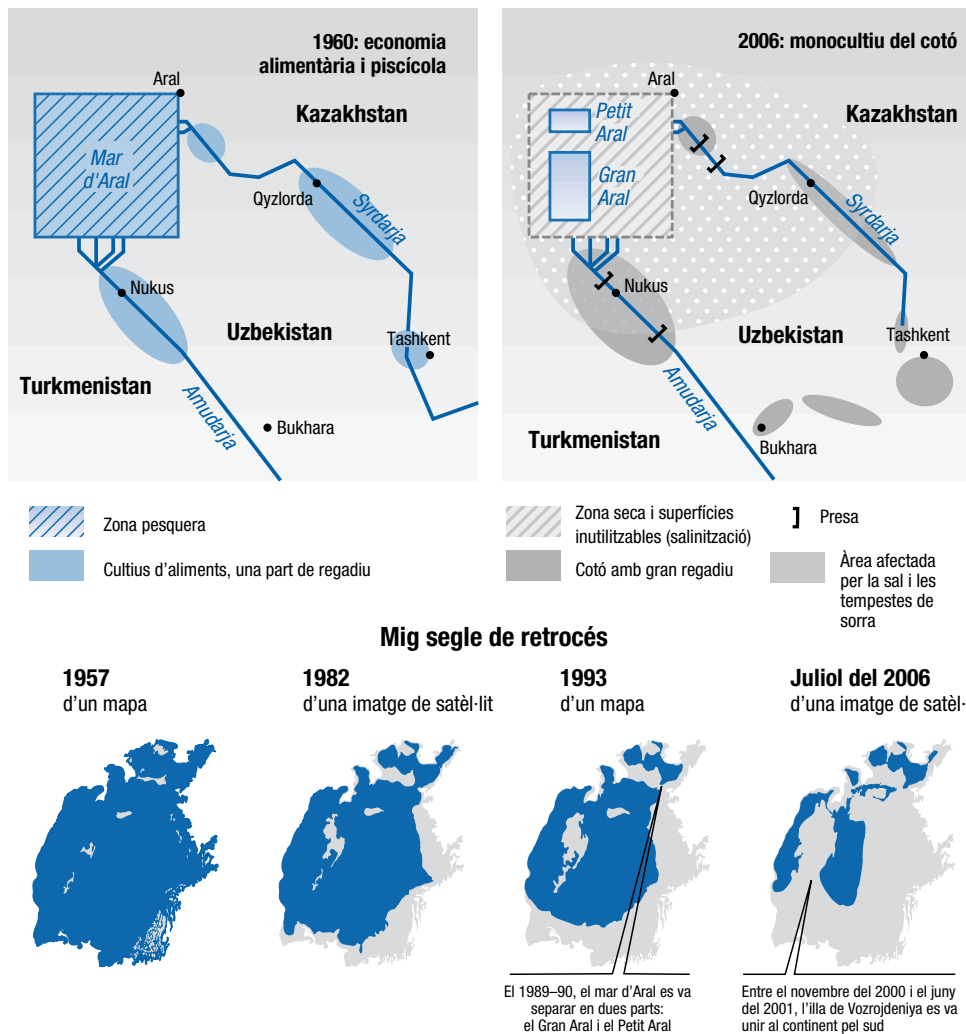 1960: economia
alimentària i piscícola
Aral
Kazakhstan
Mar
d'Aral
Qyzlorda
Syrdarja
Nukus
Uzbekistan
Tashkent
Turkmenistan
Amudarja
Bukhara
2006: monocultiu del cotó
Aral
Kazakhstan
Petit
Aral
Gran
Aral
Qyzlorda
Syrdarja
Nukus
Uzbekistan
Tashkent
Turkmenistan
Amudarja
Bukhara
Zona pesquera
Cultius d’aliments, una part de regadiu
Zona seca i superfícies
inutilitzables (salinització)
Cotó amb gran regadiu
Presa
Àrea afectada
per la sal i les
tempestes de
sorra
Mig segle de retrocés
1957
d’un mapa
1982
d’una imatge de satèl·lit
1993
d’un mapa
Juliol del 2006
d’una imatge de satèl·
El 1989–90, el mar d’Aral es va
separar en dues parts:
el Gran Aral i el Petit Aral
Entre el novembre del 2000 i el juny
del 2001, l’illa de Vozrojdeniya es va
unir al continent pel sud